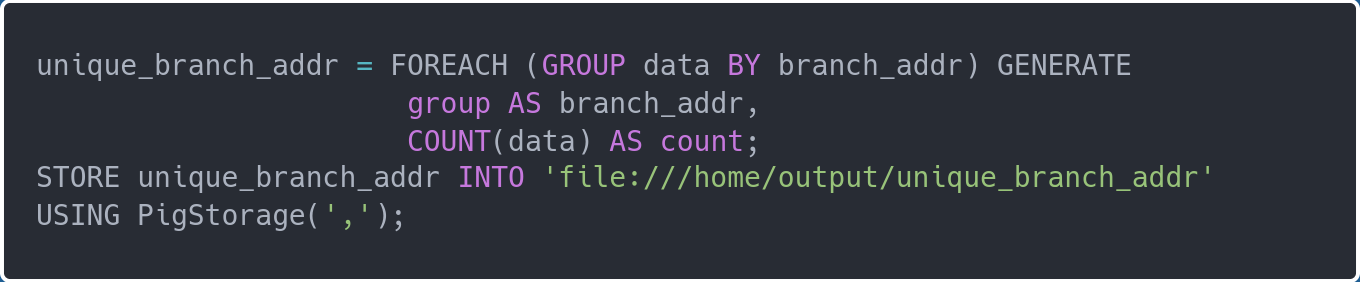 unique_branch_addr = FOREACH (GROUP data BY branch_addr) GENERATE
group AS branch_addr,
COUNT(data) AS count;
STORE unique_branch_addr INTO 'file:///home/output/unique_branch_addr'
USING PigStorage(',');